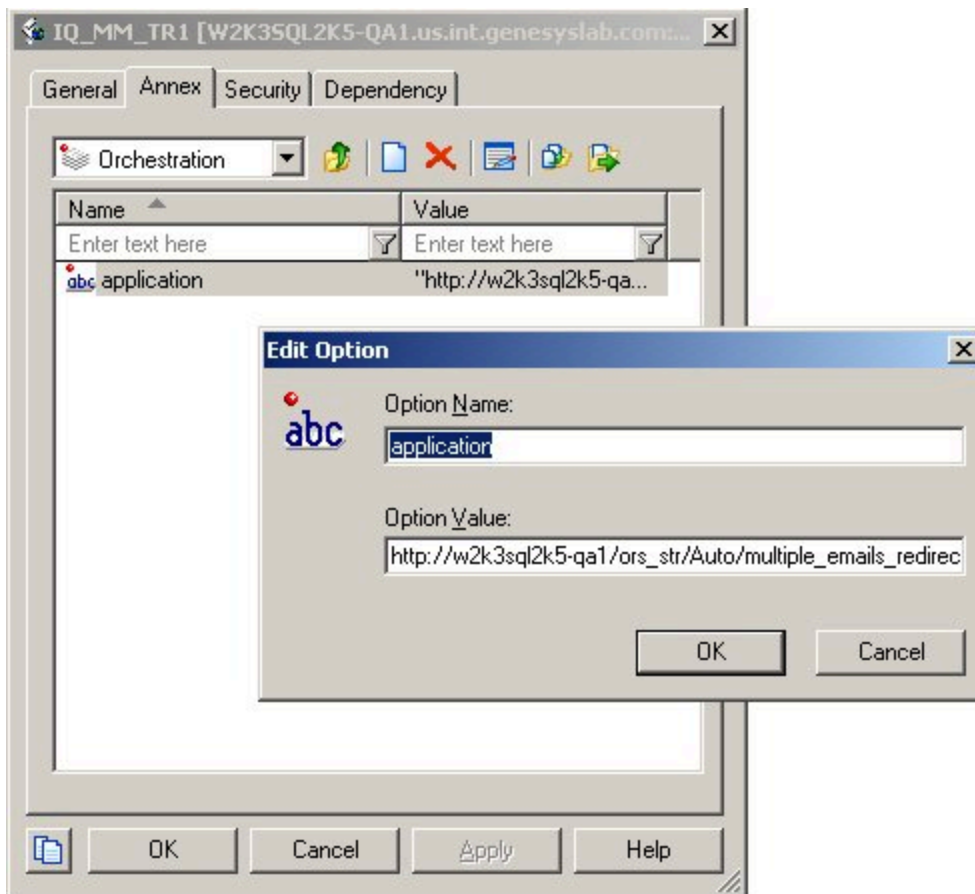 IQ_MM_TR1 [W2K3SQL2K5-QA1.us.int.genesyslab.com:...
General Annex Security Dependency
Orchestration
Name Value
Enter text here Enter text here
abc application "http://w2k3sql2k5-qa...
Edit Option
Option Name:
abc
application
Option Value:
http://w2k3sql2k5-qa1/ors_str/Auto/multiple_emails_redirec
OK Cancel
OK Cancel Apply Help